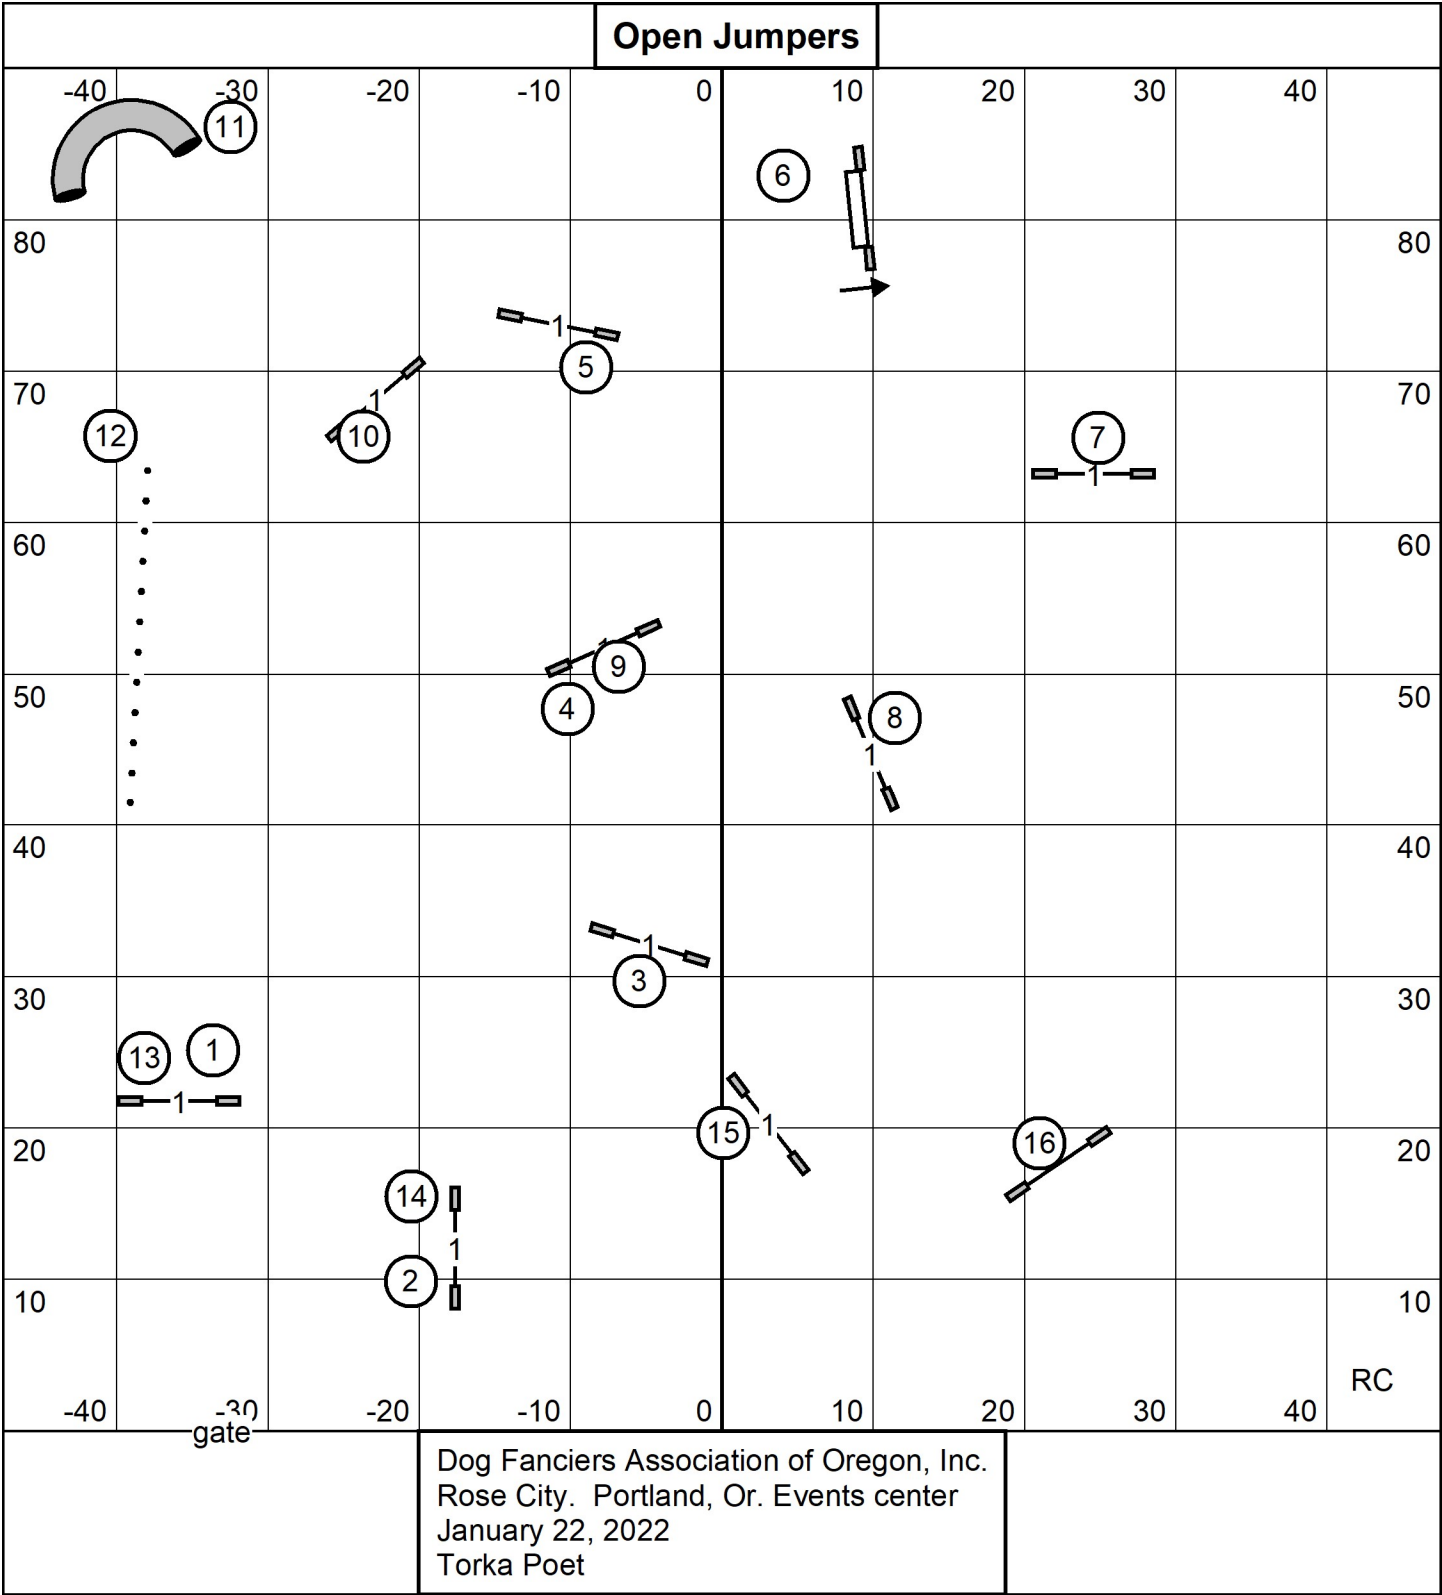 Open Jumpers
-40 -30 -20 -10 0 10 20 30 40
11
6
80 80
1
5
70 70
1
10
12
7
1
60 60
9
50 4 8 50
1
40 40
1
3
30 30
13 1
1
15 1 16
20 20
14
1
2
10 10
RC
-40 -30 -20 -10 0 10 20 30 40
gate
Dog Fanciers Association of Oregon, Inc.
Rose City. Portland, Or. Events center
January 22, 2022
Torka Poet